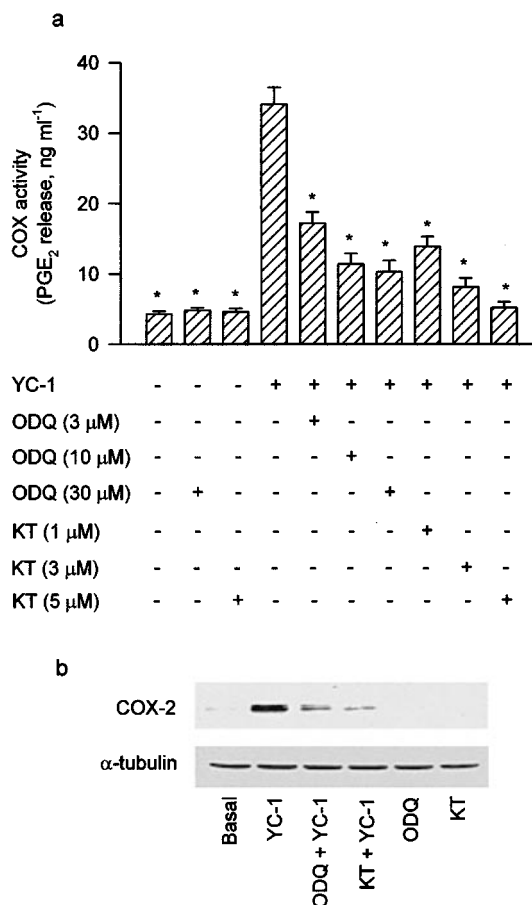 a
COX activity
(PGE₂ release, ng ml⁻¹)
40
30
20
10
0
* * * * * * * * *
YC-1 - - - + + + + + + +
ODQ (3 μM) - - - - + - - - - -
ODQ (10 μM) - - - - - + - - - -
ODQ (30 μM) - + - - - - + - - -
KT (1 μM) - - - - - - - + - -
KT (3 μM) - - - - - - - - + -
KT (5 μM) - - + - - - - - - +
b
COX-2
α-tubulin
Basal
YC-1
ODQ + YC-1
KT + YC-1
ODQ
KT